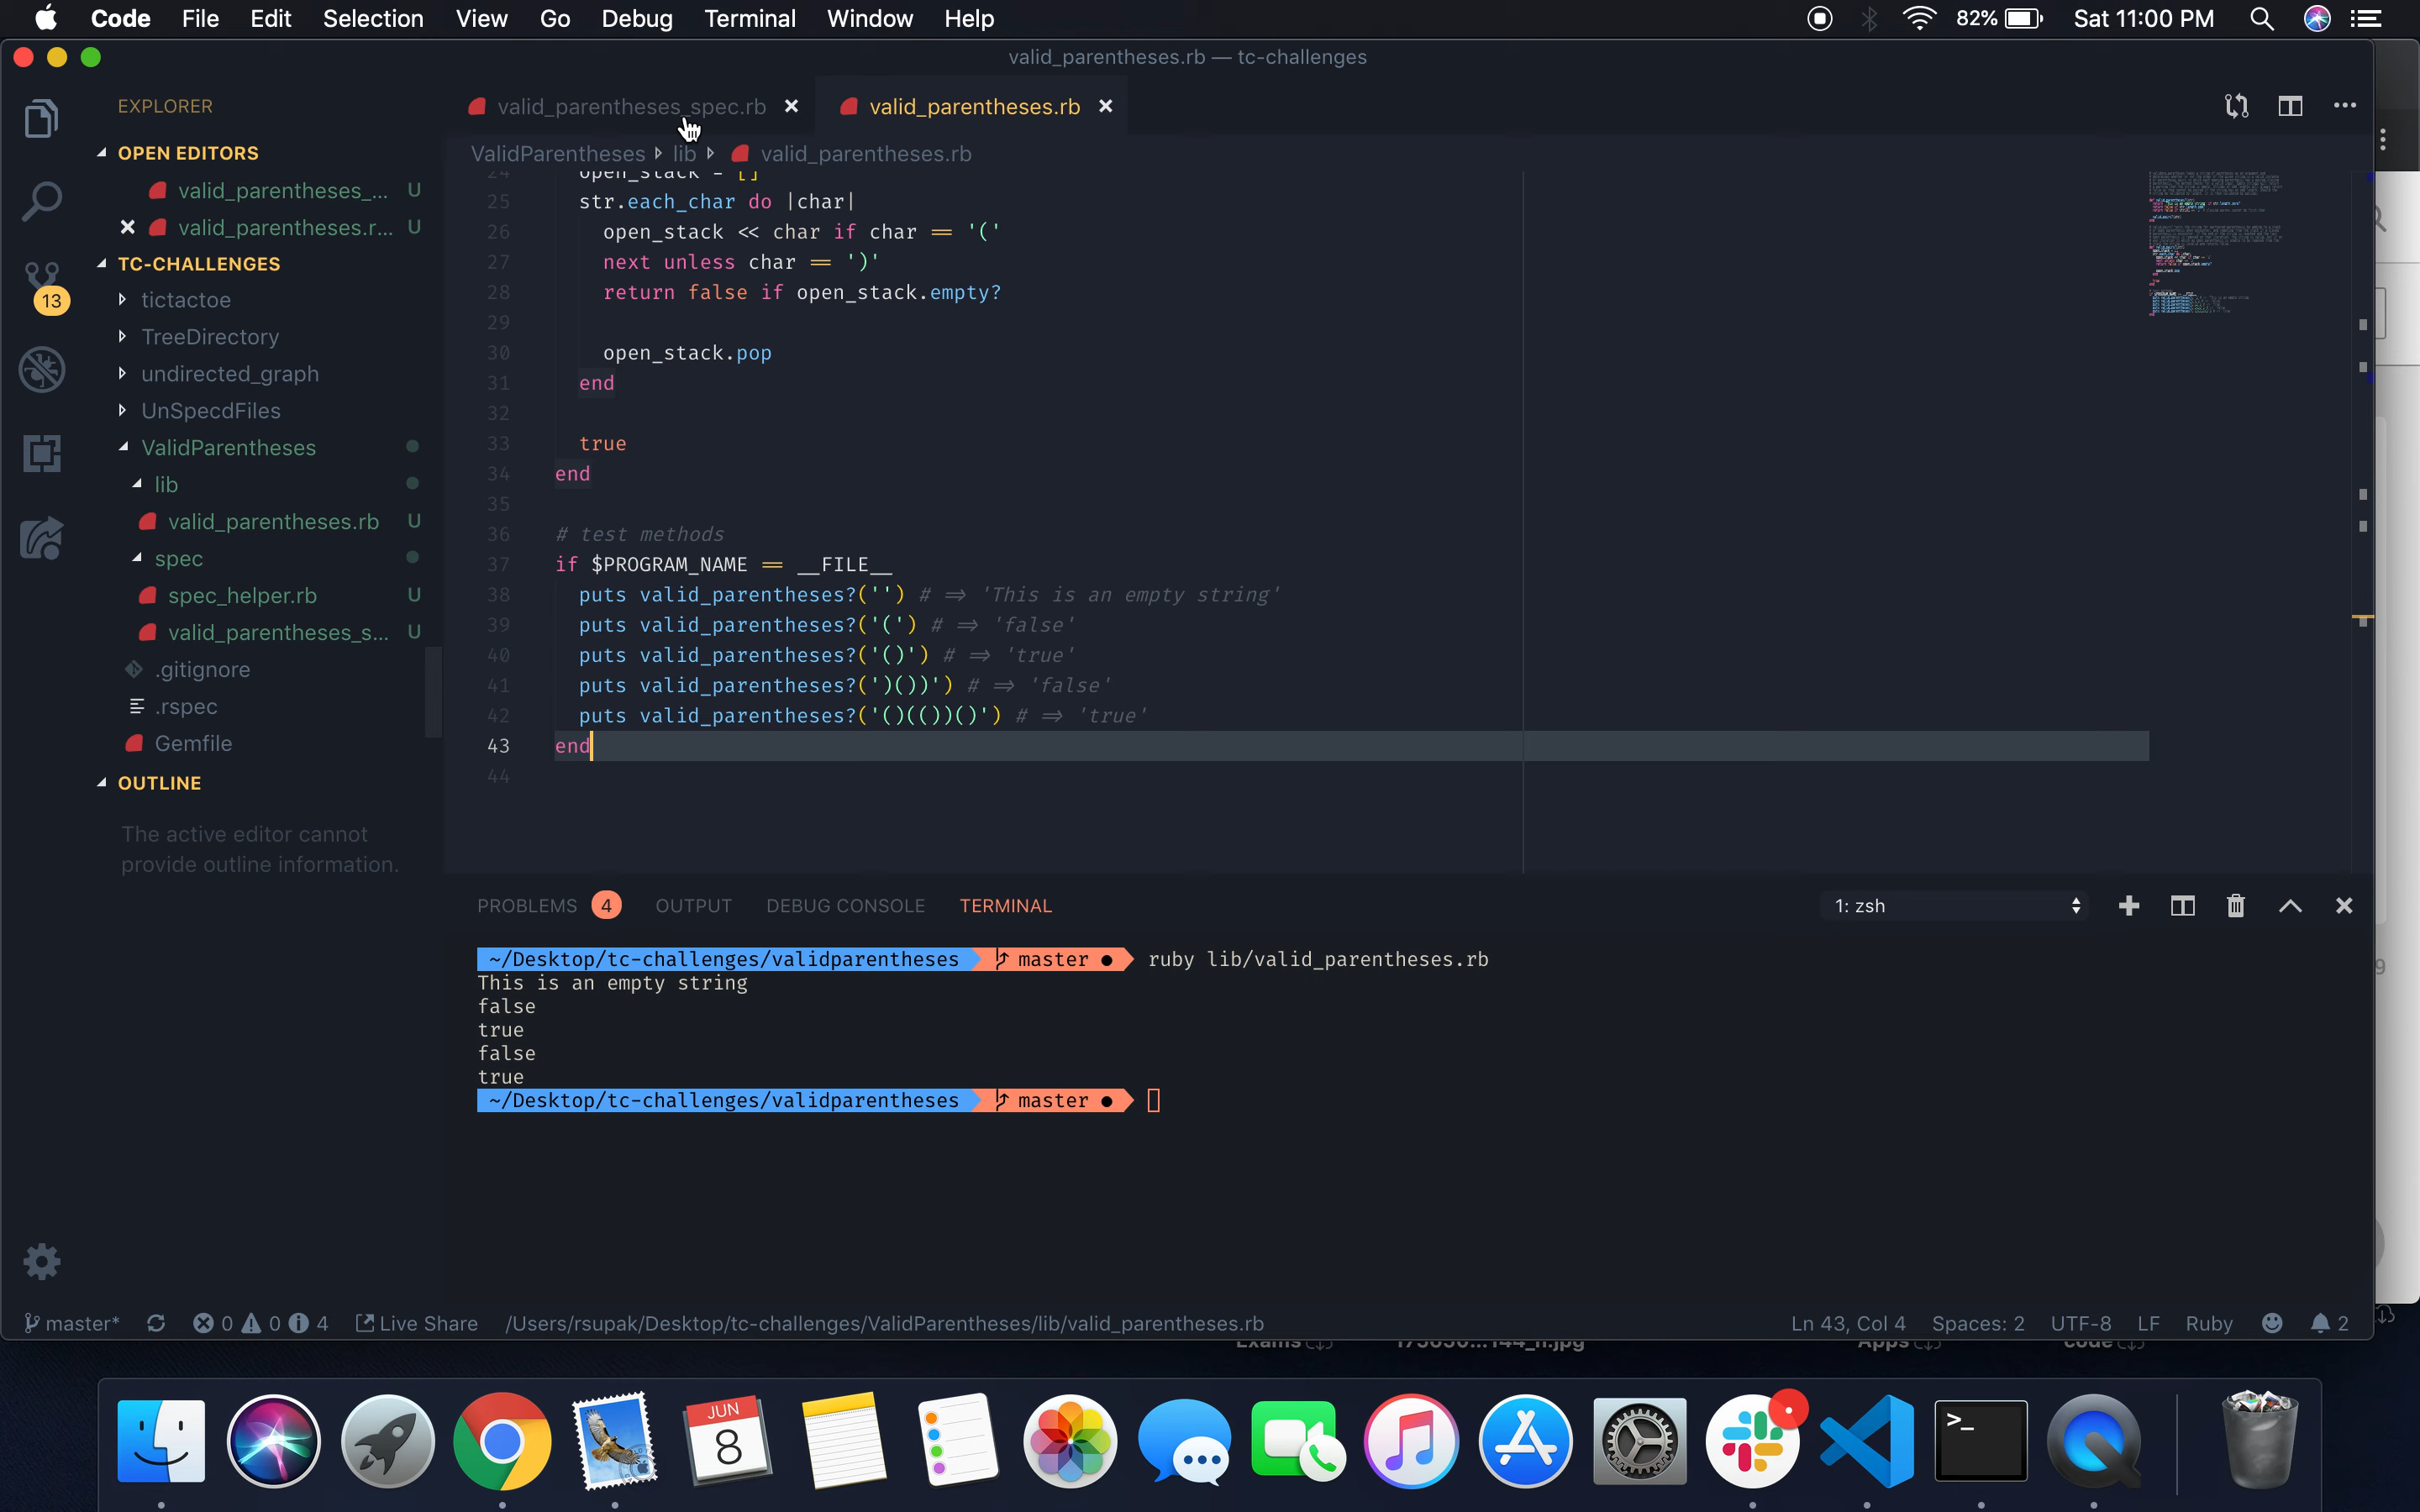 Code File Edit Selection View Go Debug Terminal Window Help 82% Sat 11:00 PM
valid_parentheses.rb — tc-challenges
EXPLORER
valid_parentheses_spec.rb
valid_parentheses.rb
OPEN EDITORS
valid_parentheses_... U
valid_parentheses.r... U
TC-CHALLENGES
tictactoe
TreeDirectory
undirected_graph
UnSpecdFiles
ValidParentheses
lib
valid_parentheses.rb U
spec
spec_helper.rb U
valid_parentheses_s... U
.gitignore
.rspec
Gemfile
OUTLINE
The active editor cannot
provide outline information.
13
ValidParentheses lib valid_parentheses.rb
24 open_stack = []
25 str.each_char do |char|
26 open_stack << char if char == '('
27 next unless char == ')'
28 return false if open_stack.empty?
29
30 open_stack.pop
31 end
32
33 true
34 end
35
36 # test methods
37 if $PROGRAM_NAME == __FILE__
38 puts valid_parentheses?('') # => 'This is an empty string'
39 puts valid_parentheses?('(') # => 'false'
40 puts valid_parentheses?('()') # => 'true'
41 puts valid_parentheses?(')())') # => 'false'
42 puts valid_parentheses?('()(())()') # => 'true'
43 end
44
PROBLEMS 4 OUTPUT DEBUG CONSOLE TERMINAL 1: zsh
~/Desktop/tc-challenges/validparentheses master ● ruby lib/valid_parentheses.rb
This is an empty string
false
true
false
true
~/Desktop/tc-challenges/validparentheses master ●
master* 0 0 4 Live Share /Users/rsupak/Desktop/tc-challenges/ValidParentheses/lib/valid_parentheses.rb Ln 43, Col 4 Spaces: 2 UTF-8 LF Ruby 2
JUN
8